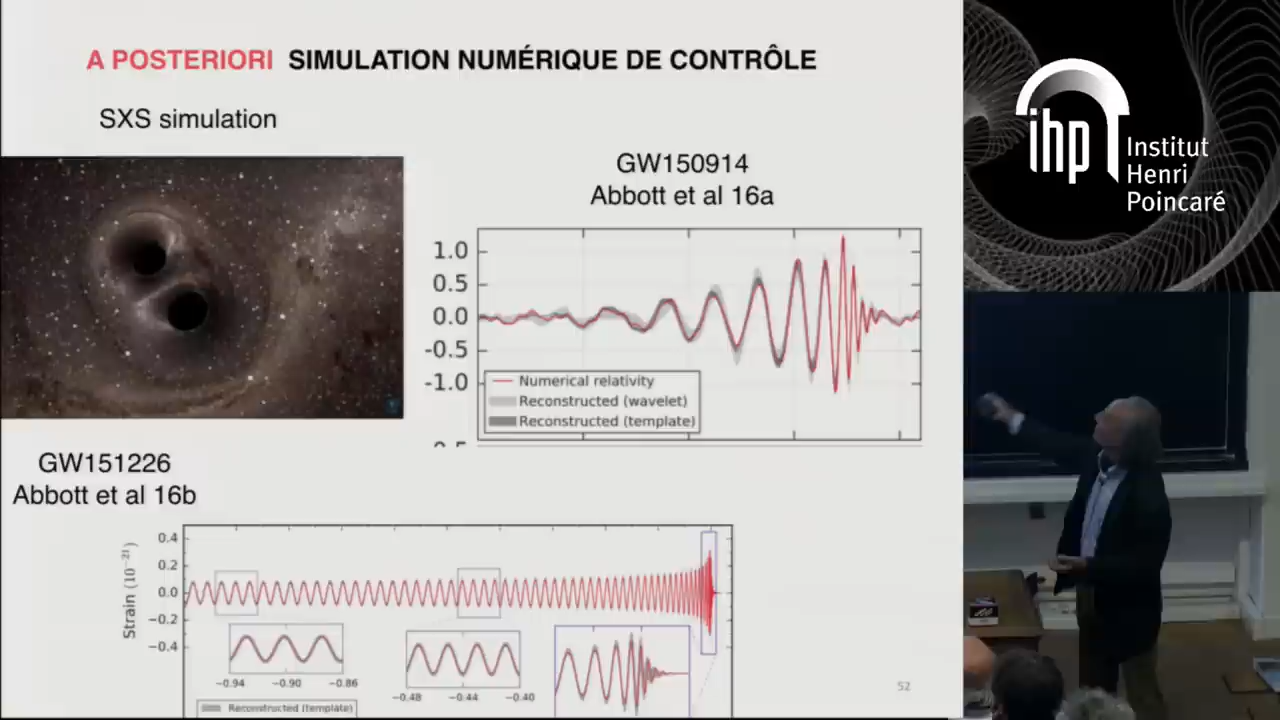 A POSTERIORI SIMULATION NUMÉRIQUE DE CONTRÔLE
SXS simulation
GW150914
Abbott et al 16a
1.0
0.5
0.0
-0.5
-1.0
Numerical relativity
Reconstructed (wavelet)
Reconstructed (template)
GW151226
Abbott et al 16b
Strain (10⁻²¹)
0.4
0.2
0.0
−0.2
−0.4
−0.94 −0.90 −0.86
−0.48 −0.44 −0.40
Reconstructed (template)
52
ihp
Institut
Henri
Poincaré